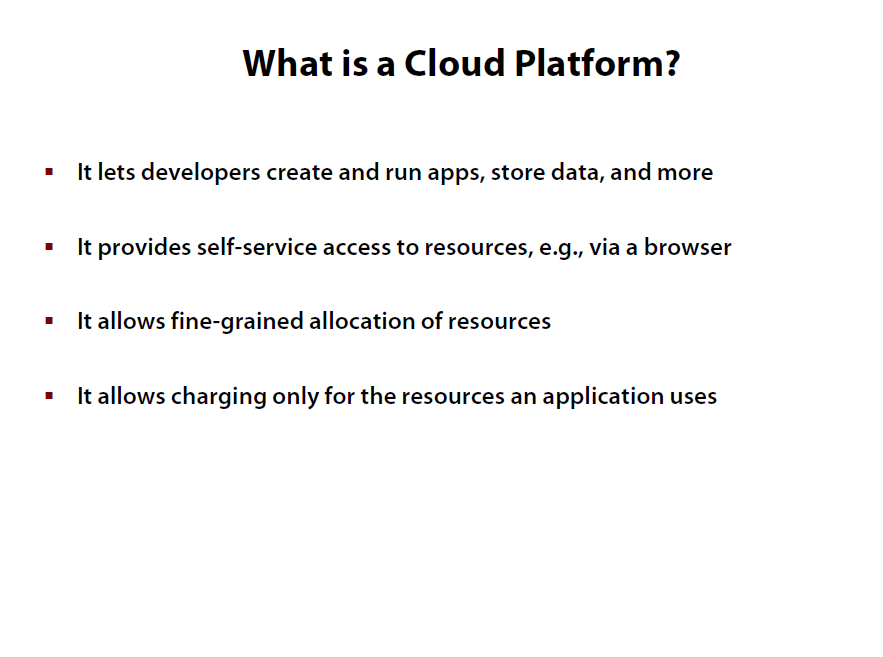 What is a Cloud Platform?
▪ It lets developers create and run apps, store data, and more
▪ It provides self-service access to resources, e.g., via a browser
▪ It allows fine-grained allocation of resources
▪ It allows charging only for the resources an application uses